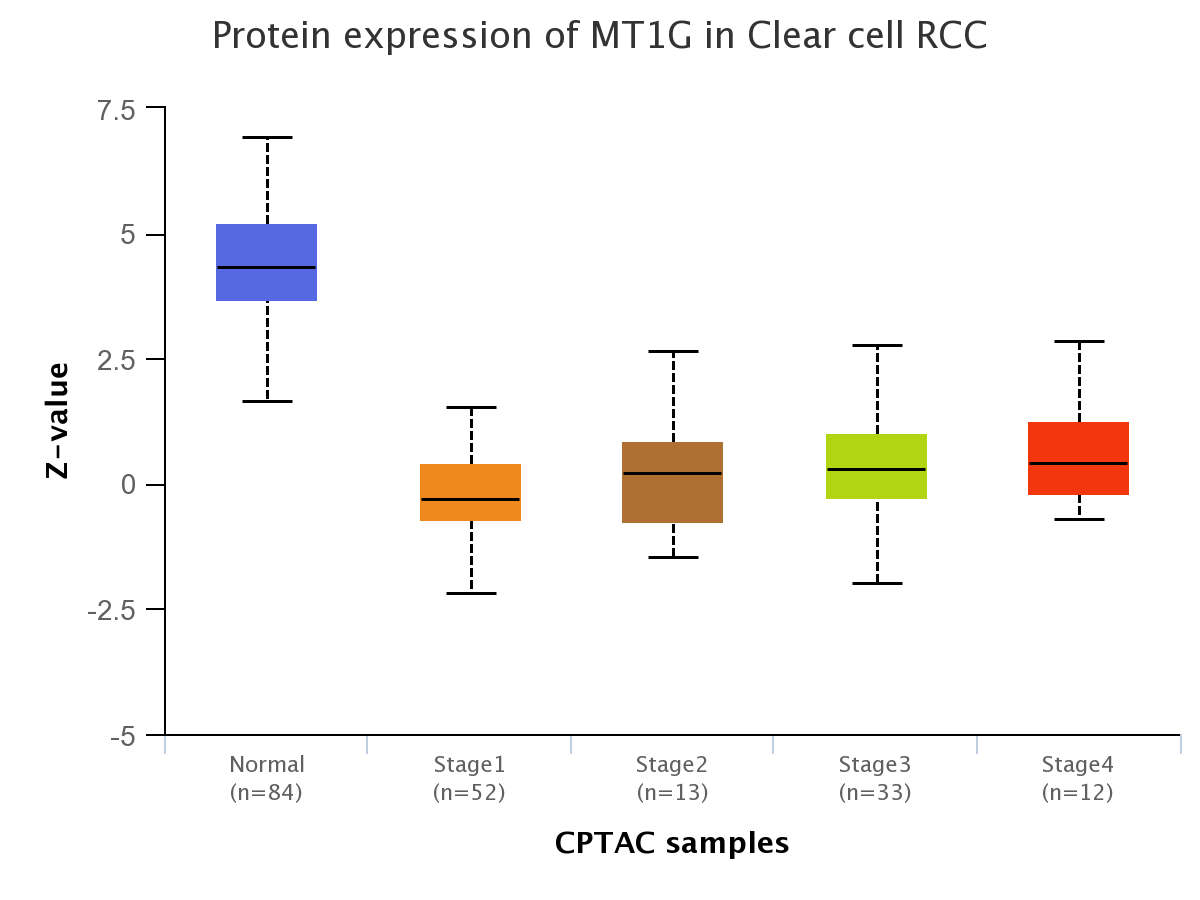 Protein expression of MT1G in Clear cell RCC
7.5
5
2.5
0
-2.5
-5
Z-value
Normal
(n=84)
Stage1
(n=52)
Stage2
(n=13)
Stage3
(n=33)
Stage4
(n=12)
CPTAC samples